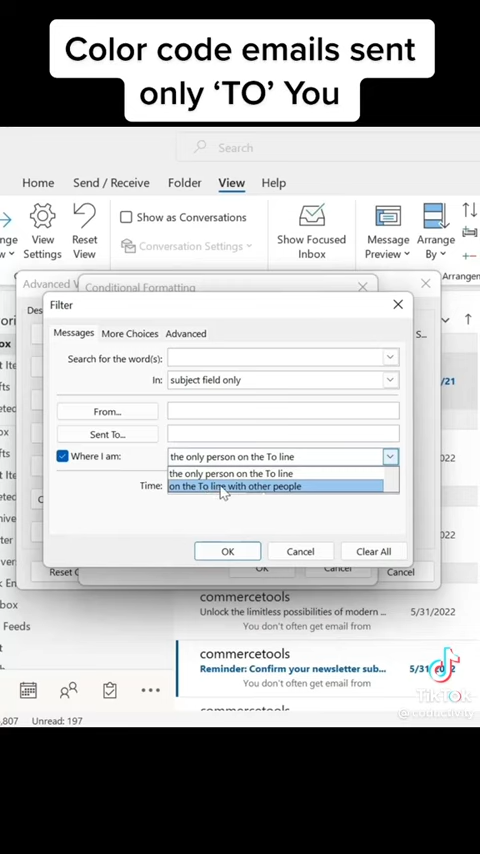 Color code emails sent
only ‘TO’ You
Search
Home Send / Receive Folder View Help
Show as Conversations
Conversation Settings
View
Settings
Reset
View
Show Focused
Inbox
Message
Preview
Arrange
By
Conditional Formatting
Filter
Messages More Choices Advanced
Search for the word(s):
In: subject field only
From...
Sent To...
Where I am: the only person on the To line
the only person on the To line
on the To line with other people
Time:
OK Cancel Clear All
Cancel
commercetools
Unlock the limitless possibilities of modern ... 5/31/2022
You don't often get email from
commercetools
Reminder: Confirm your newsletter sub...
You don't often get email from
Feeds
,807 Unread: 197
TikTok